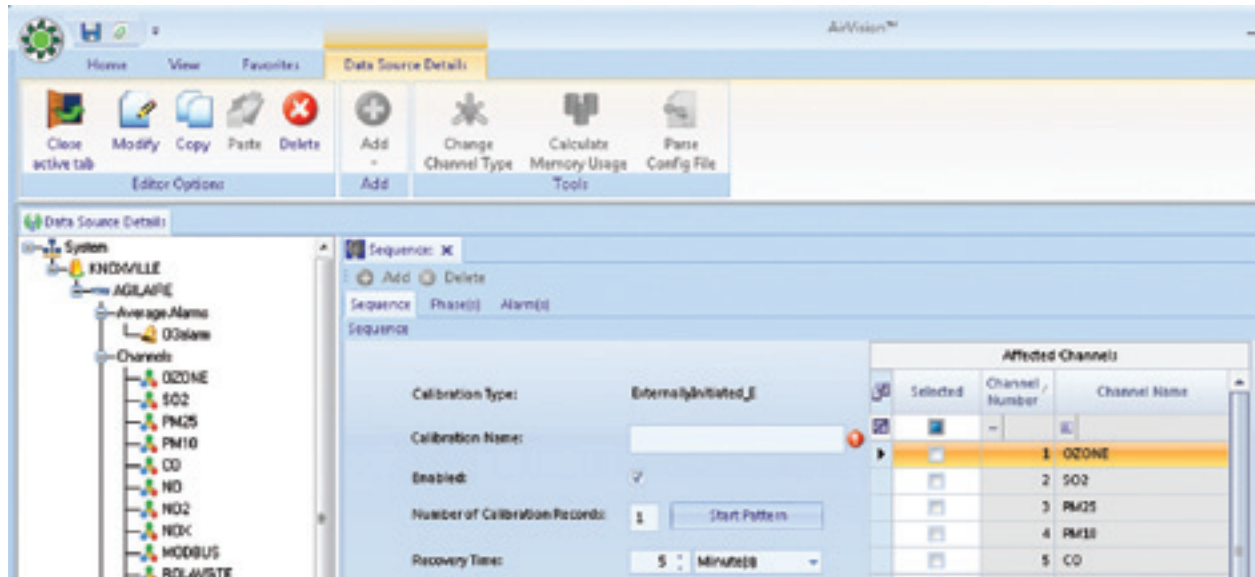 AirVision™
Home View Favorites Data Source Details
Close active tab Modify Copy Paste Delete Add Change Channel Type Calculate Memory Usage Parse Config File
Editor Options Add Tools
Data Source Details
System
KNOXVILLE
AGILAIRE
Average Alarms
O3alarm
Channels
OZONE
SO2
PM25
PM10
CO
NO
NO2
NOX
MODBUS
Sequence:
Add Delete
Sequence Phase(s) Alarm(s)
Sequence
Calibration Type: ExternallyInitiated_E
Calibration Name:
Enabled:
Number of Calibration Records: 1 Start Pattern
Recovery Time: 5 Minute(s)
Affected Channels
Selected Channel Number Channel Name
1 OZONE
2 SO2
3 PM25
4 PM10
5 CO